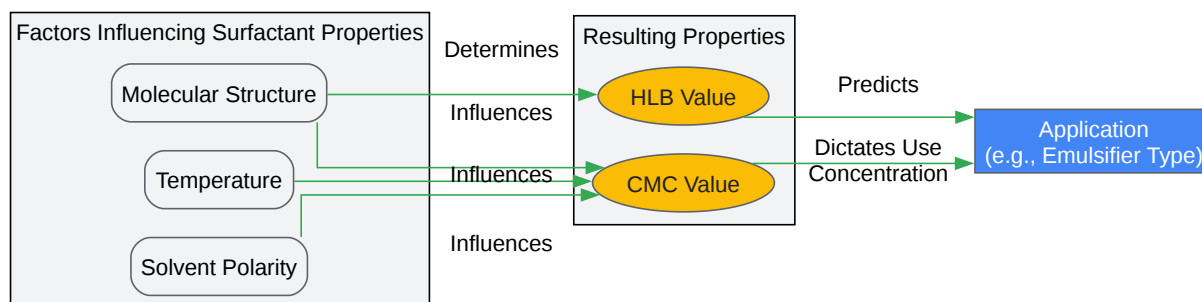 Factors Influencing Surfactant Properties
Molecular Structure
Temperature
Solvent Polarity
Determines
Influences
Influences
Influences
Resulting Properties
HLB Value
CMC Value
Predicts
Dictates Use
Concentration
Application
(e.g., Emulsifier Type)